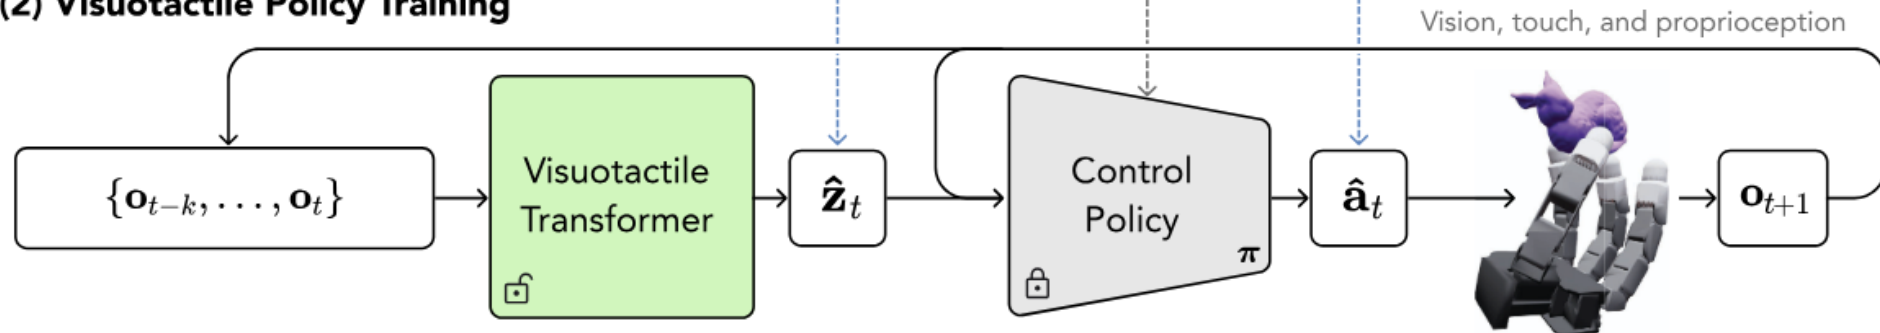 (2) Visuotactile Policy Training
Vision, touch, and proprioception
{o_{t−k}, . . . , o_t}
Visuotactile
Transformer
ẑ_t
Control
Policy
π
â_t
o_{t+1}